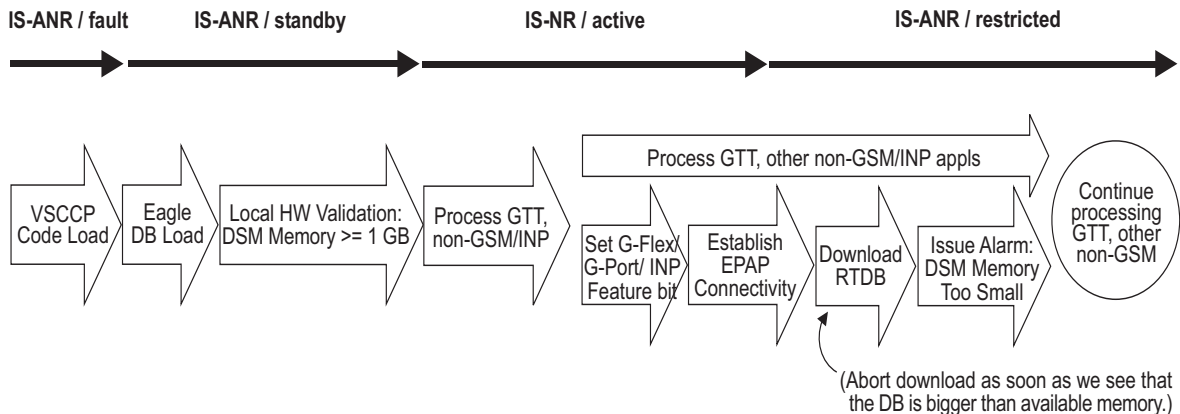 IS-ANR / fault
IS-ANR / standby
IS-NR / active
IS-ANR / restricted
Process GTT, other non-GSM/INP appls
VSCCP
Code Load
Eagle
DB Load
Local HW Validation:
DSM Memory >= 1 GB
Process GTT,
non-GSM/INP
Set G-Flex/
G-Port/ INP
Feature bit
Establish
EPAP
Connectivity
Download
RTDB
Issue Alarm:
DSM Memory
Too Small
Continue
processing
GTT, other
non-GSM
(Abort download as soon as we see that
the DB is bigger than available memory.)